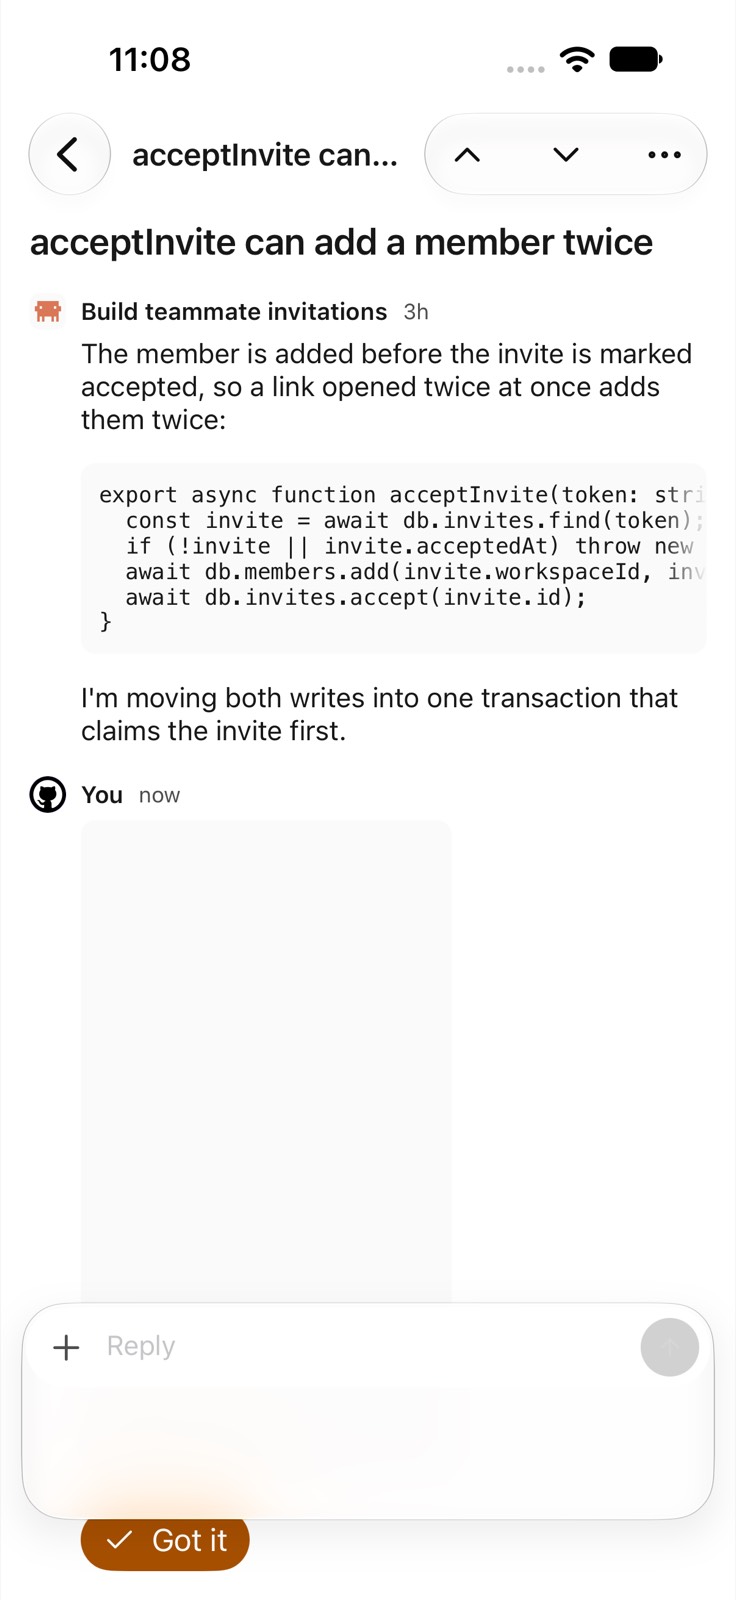 11:08
acceptInvite can...
acceptInvite can add a member twice
Build teammate invitations 3h
The member is added before the invite is marked
accepted, so a link opened twice at once adds
them twice:
export async function acceptInvite(token: stri
const invite = await db.invites.find(token);
if (!invite || invite.acceptedAt) throw new
await db.members.add(invite.workspaceId, inv
await db.invites.accept(invite.id);
}
I'm moving both writes into one transaction that
claims the invite first.
You now
Reply
Got it